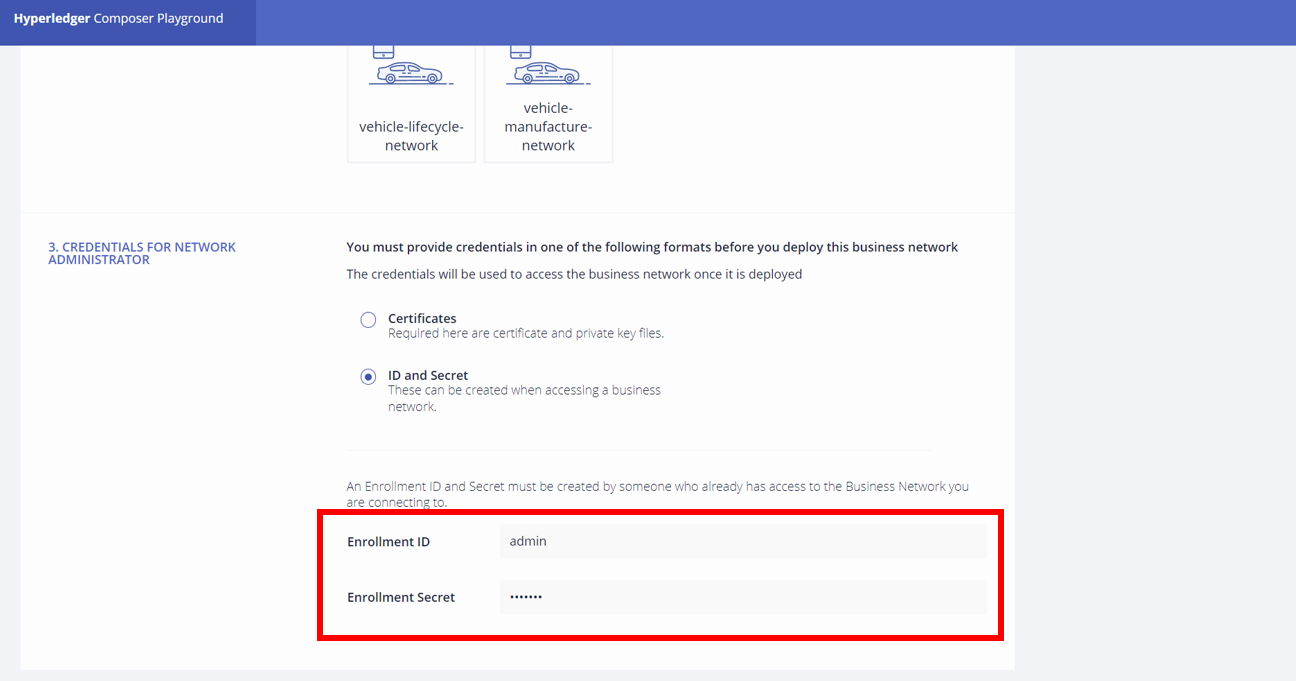 Hyperledger Composer Playground
vehicle-lifecycle-
network
vehicle-
manufacture-
network
3. CREDENTIALS FOR NETWORK
ADMINISTRATOR
You must provide credentials in one of the following formats before you deploy this business network
The credentials will be used to access the business network once it is deployed
Certificates
Required here are certificate and private key files.
ID and Secret
These can be created when accessing a business
network.
An Enrollment ID and Secret must be created by someone who already has access to the Business Network you
are connecting to.
Enrollment ID admin
Enrollment Secret •••••••